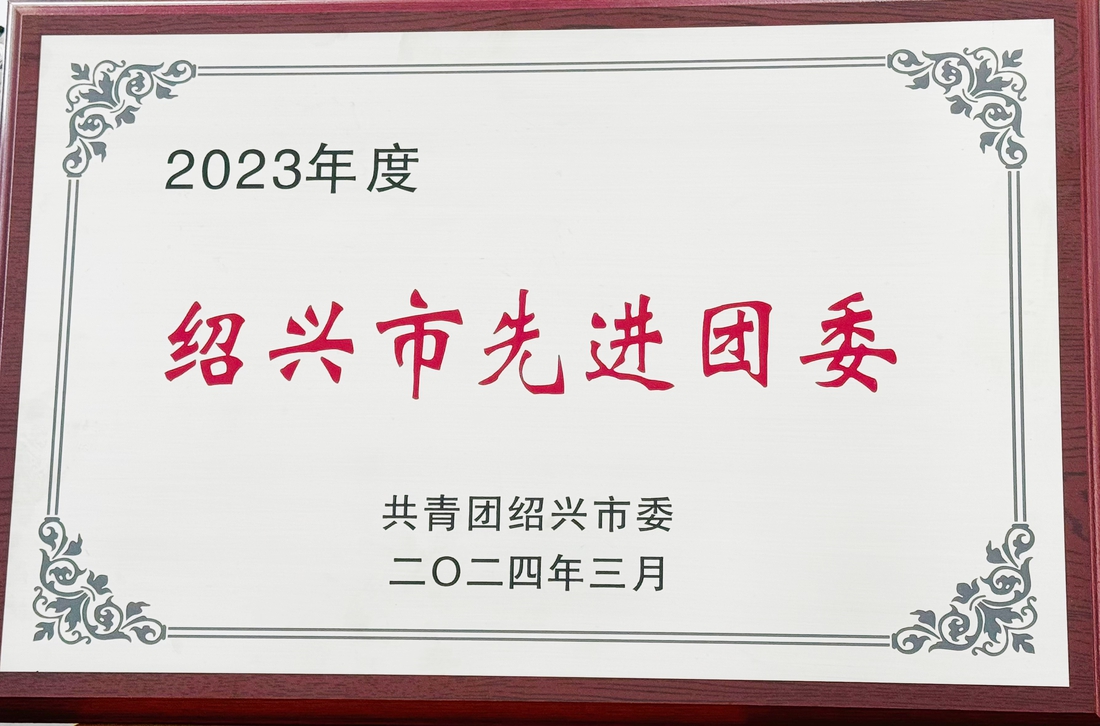 2023年度
绍兴市先进团委
共青团绍兴市委
二〇二四年三月